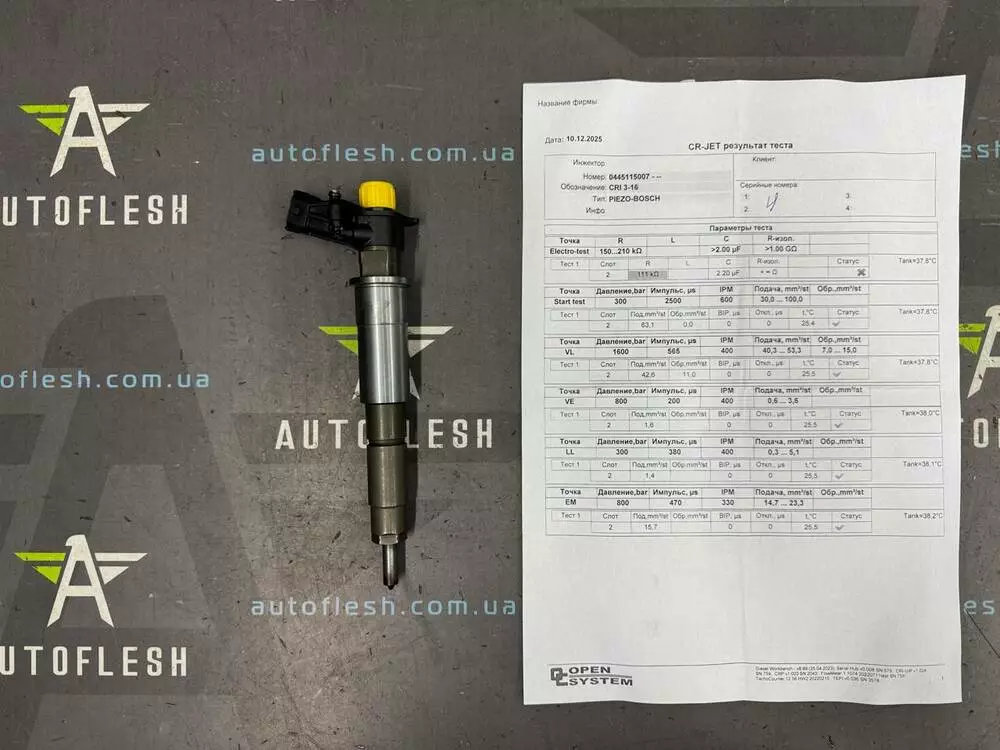 AUTOFLESH
autoflesh.com.ua
UTOFLESH
autoflesh.com.ua
AUTOFLESH
autoflesh.com.ua
UTOFLESH
Название фирмы:
Дата: 10.12.2025
CR-JET результат теста
Инжектор
Клиент:
Номер: 0445115007 - --
Обозначение: CRI 3-16
Тип: PIEZO-BOSCH
Инфо
Серийные номера:
1: 3:
2: 4 4:
Параметры теста
Точка R L C R-изол.
Electro-test 150...210 kΩ >2.00 μF >1.00 GΩ
Тест 1 Слот R L C R-изол. Статус Tank=37,8°C
2 111 kΩ 2.20 μF + ∞ Ω
Точка Давление,bar Импульс, μs IPM Подача, mm³/st Обр.,mm³/st
Start test 300 2500 600 30,0 ... 100,0
Тест 1 Слот Под,mm³/st Обр,mm³/st BIP, μs Откл., μs t,°C Статус Tank=37,8°C
2 63,1 0,0 0 0 25,4
Точка Давление,bar Импульс, μs IPM Подача, mm³/st Обр.,mm³/st
VL 1600 565 400 40,3 ... 53,3 7,0 ... 15,0
Тест 1 Слот Под,mm³/st Обр,mm³/st BIP, μs Откл., μs t,°C Статус Tank=37,8°C
2 42,6 11,0 0 0 25,5
Точка Давление,bar Импульс, μs IPM Подача, mm³/st Обр.,mm³/st
VE 800 200 400 0,6 ... 3,6
Тест 1 Слот Под,mm³/st Обр,mm³/st BIP, μs Откл., μs t,°C Статус Tank=38,0°C
2 1,6 0 0 25,5
Точка Давление,bar Импульс, μs IPM Подача, mm³/st Обр.,mm³/st
LL 300 380 400 0,3 ... 5,1
Тест 1 Слот Под,mm³/st Обр,mm³/st BIP, μs Откл., μs t,°C Статус Tank=38,1°C
2 1,4 0 0 25,5
Точка Давление,bar Импульс, μs IPM Подача, mm³/st Обр.,mm³/st
EM 800 470 330 14,7 ... 23,3
Тест 1 Слот Под,mm³/st Обр,mm³/st BIP, μs Откл., μs t,°C Статус Tank=38,2°C
2 15,7 0 0 25,5
OPEN
SYSTEM